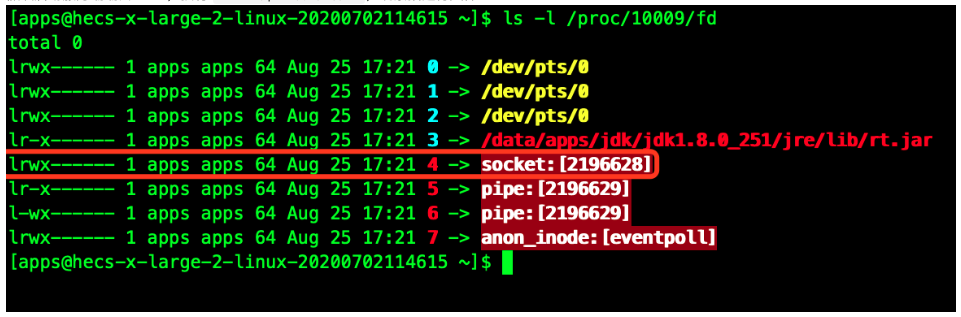 [apps@hecs-x-large-2-linux-20200702114615 ~]$ ls -l /proc/10009/fd
total 0
lrwx------ 1 apps apps 64 Aug 25 17:21 0 -> /dev/pts/0
lrwx------ 1 apps apps 64 Aug 25 17:21 1 -> /dev/pts/0
lrwx------ 1 apps apps 64 Aug 25 17:21 2 -> /dev/pts/0
lr-x------ 1 apps apps 64 Aug 25 17:21 3 -> /data/apps/jdk/jdk1.8.0_251/jre/lib/rt.jar
lrwx------ 1 apps apps 64 Aug 25 17:21 4 -> socket:[2196628]
lr-x------ 1 apps apps 64 Aug 25 17:21 5 -> pipe:[2196629]
l-wx------ 1 apps apps 64 Aug 25 17:21 6 -> pipe:[2196629]
lrwx------ 1 apps apps 64 Aug 25 17:21 7 -> anon_inode:[eventpoll]
[apps@hecs-x-large-2-linux-20200702114615 ~]$